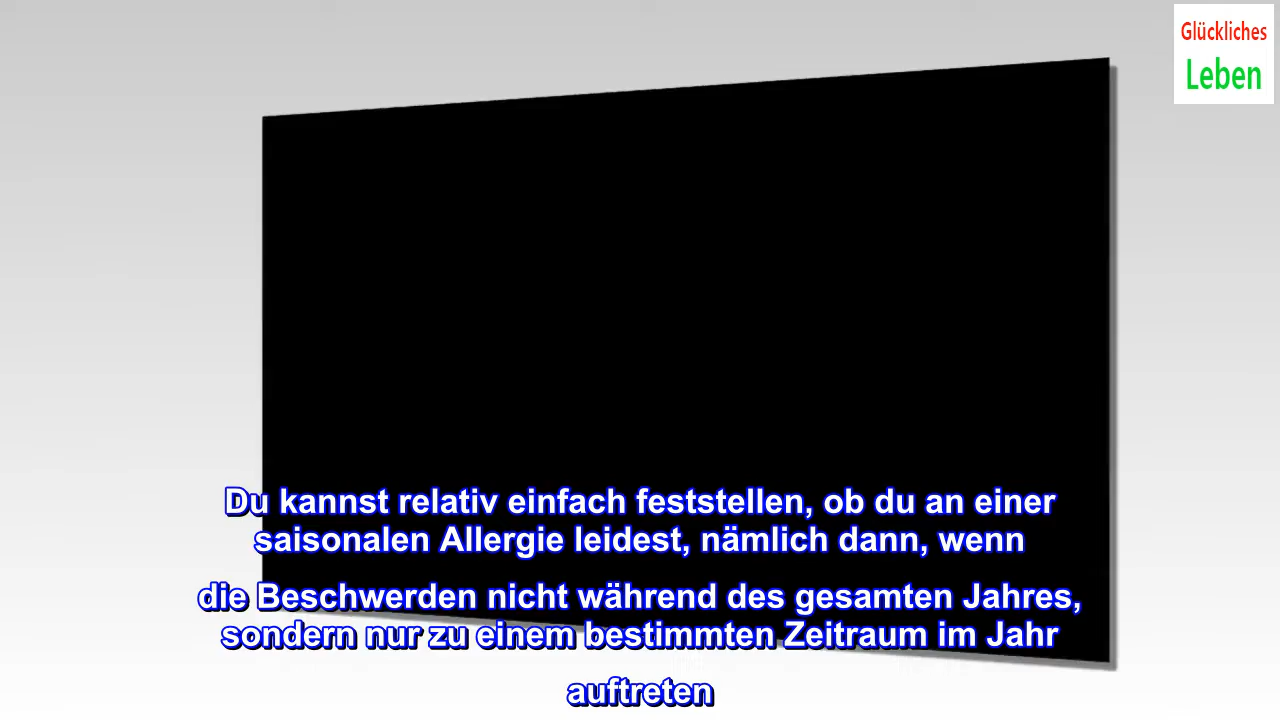 Glückliches
Leben
Du kannst relativ einfach feststellen, ob du an einer
saisonalen Allergie leidest, nämlich dann, wenn
die Beschwerden nicht während des gesamten Jahres,
sondern nur zu einem bestimmten Zeitraum im Jahr
auftreten